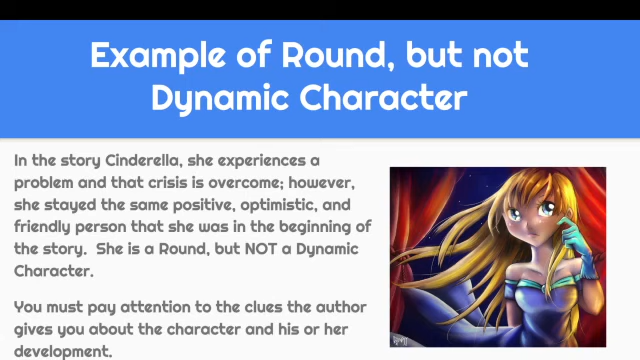 Example of Round, but not
Dynamic Character
In the story Cinderella, she experiences a
problem and that crisis is overcome; however,
she stayed the same positive, optimistic, and
friendly person that she was in the beginning of
the story. She is a Round, but NOT a Dynamic
Character.
You must pay attention to the clues the author
gives you about the character and his or her
development.